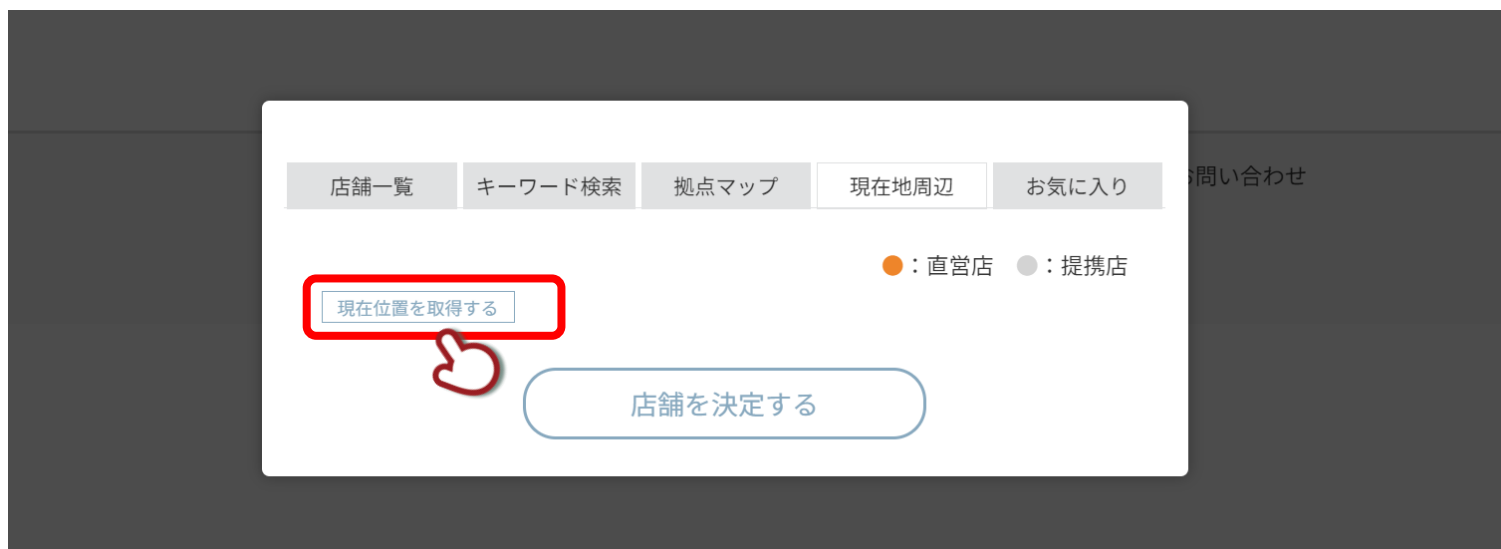 店舗一覧 キーワード検索 拠点マップ 現在地周辺 お気に入り
問い合わせ
：直営店 ：提携店
現在位置を取得する
店舗を決定する